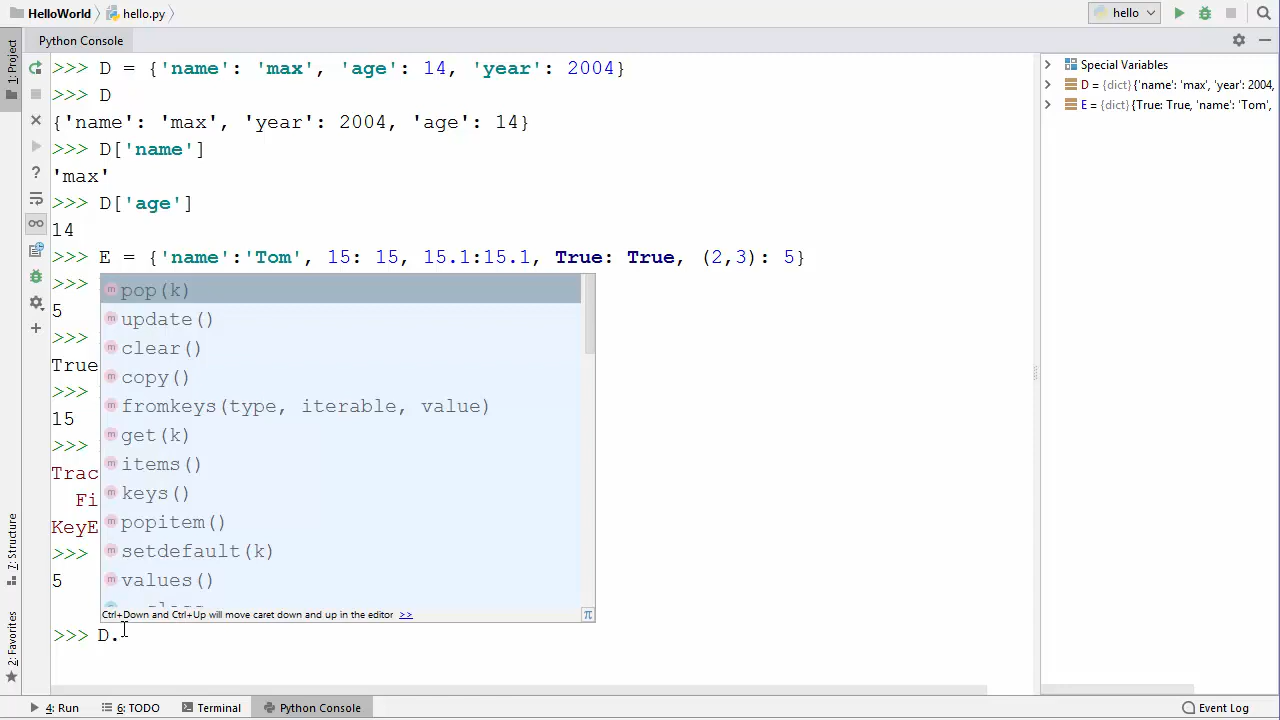 HelloWorld hello.py hello
1: Project
Python Console
>>> D = {'name': 'max', 'age': 14, 'year': 2004}
>>> D
{'name': 'max', 'year': 2004, 'age': 14}
>>> D['name']
'max'
>>> D['age']
14
>>> E = {'name':'Tom', 15: 15, 15.1:15.1, True: True, (2,3): 5}
>>>
5
>>>
True
>>>
15
>>>
Trac
Fi
KeyE
>>>
5
pop(k)
update()
clear()
copy()
fromkeys(type, iterable, value)
get(k)
items()
keys()
popitem()
setdefault(k)
values()
Ctrl+Down and Ctrl+Up will move caret down and up in the editor >>
π
>>> D.
Special Variables
D = {dict} {'name': 'max', 'year': 2004,
E = {dict} {True: True, 'name': 'Tom',
Z: Structure
2: Favorites
4: Run 6: TODO Terminal Python Console Event Log